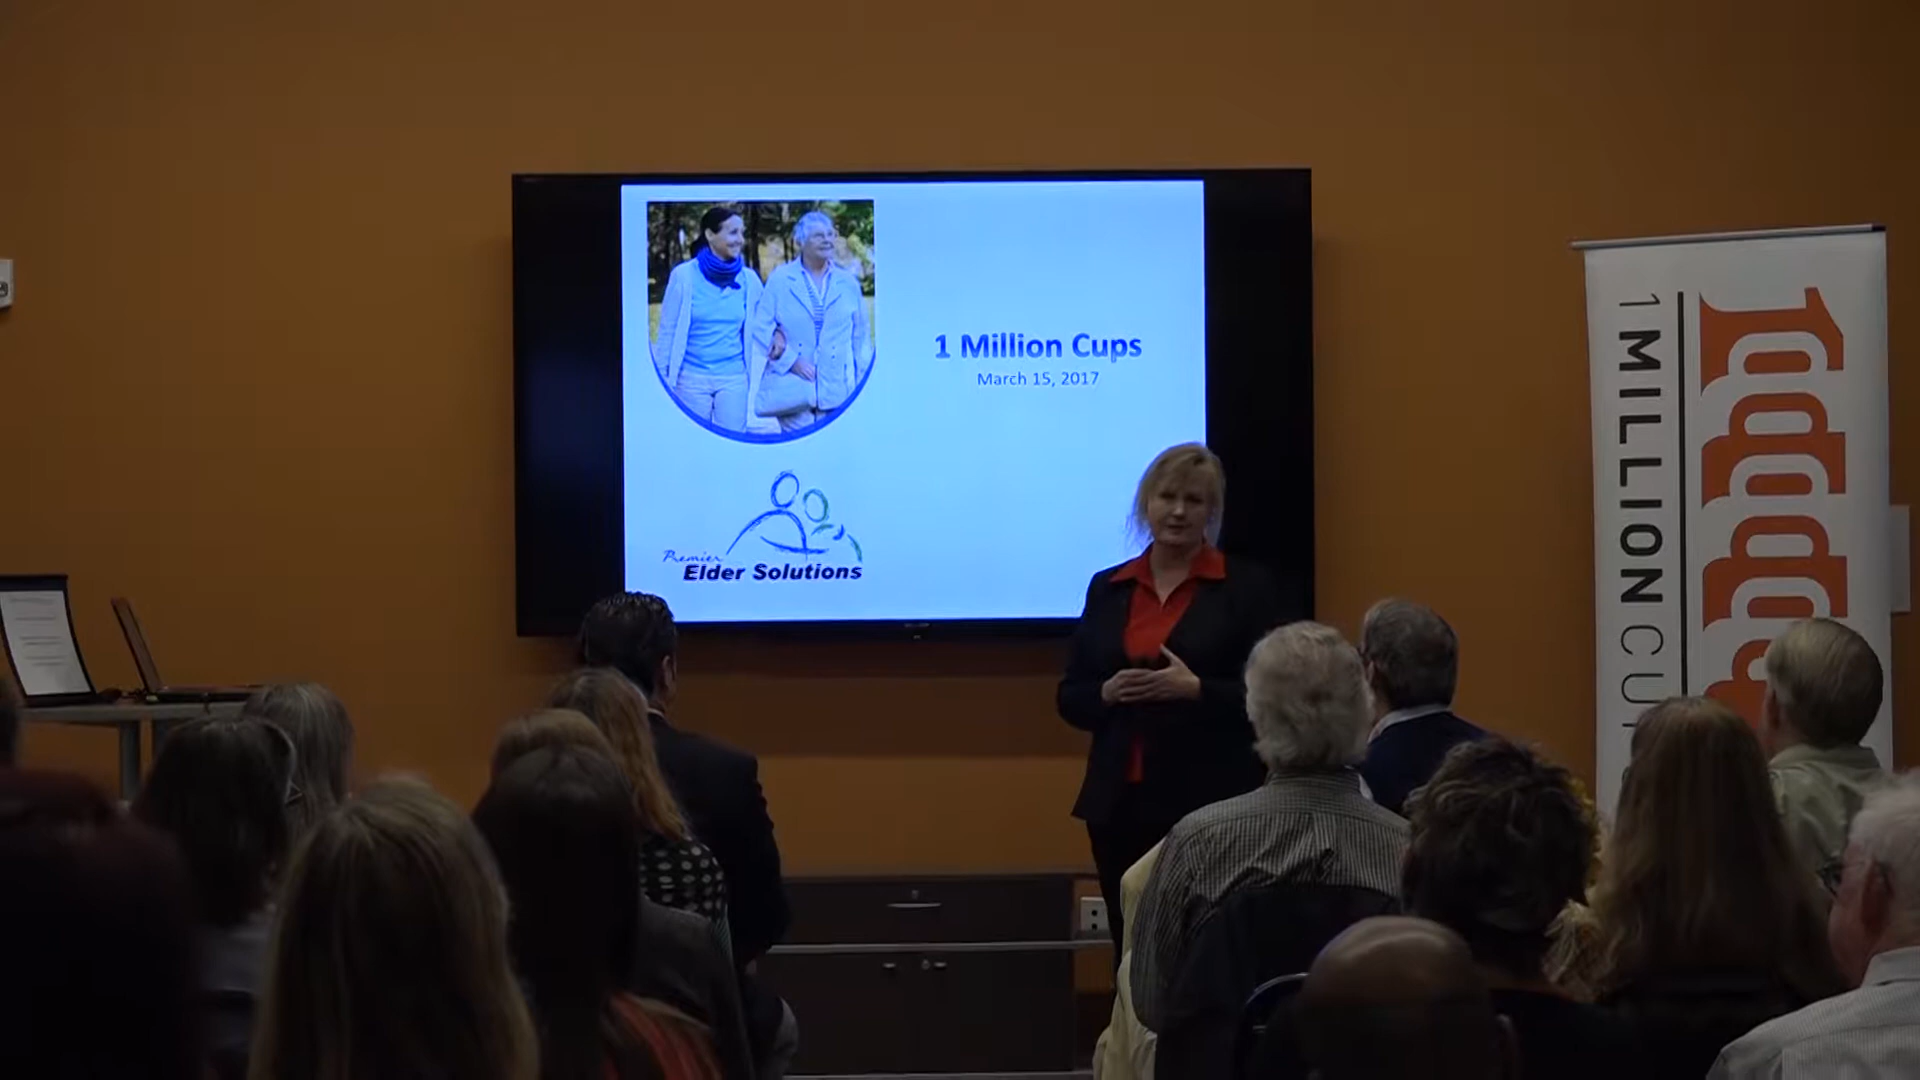 1 Million Cups
March 15, 2017
Premier
Elder Solutions
1 MILLION CU